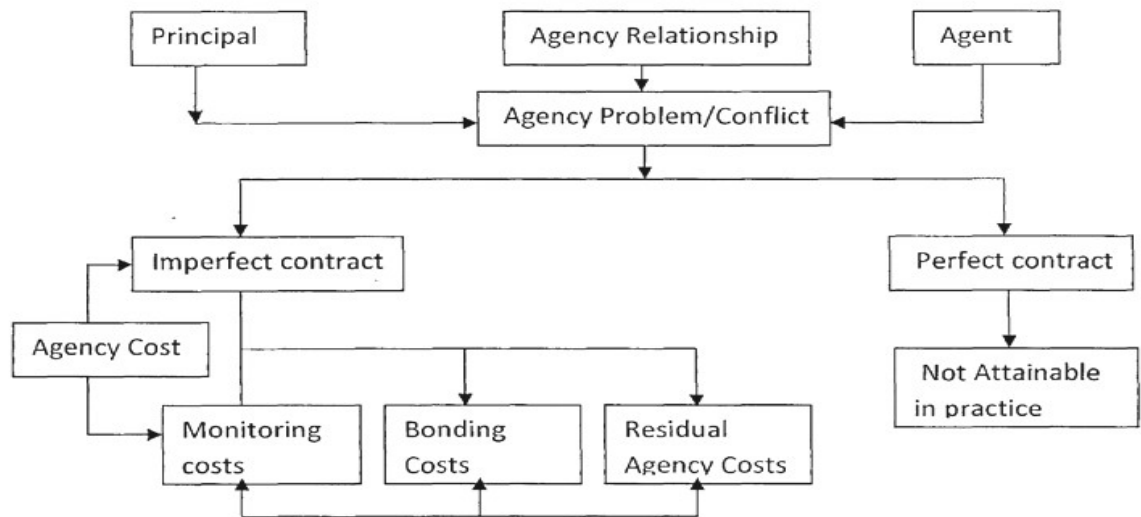 Principal
Agency Relationship
Agent
Agency Problem/Conflict
Imperfect contract
Perfect contract
Agency Cost
Not Attainable
in practice
Monitoring
costs
Bonding
Costs
Residual
Agency Costs